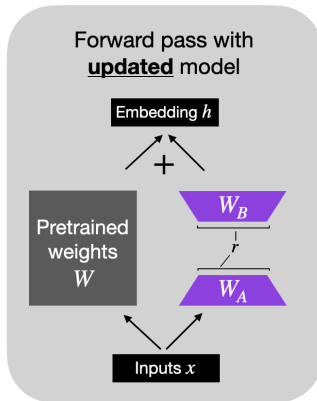 Forward pass with
updated model
Embedding h
+
Pretrained
weights
W
W_B
r
W_A
Inputs x